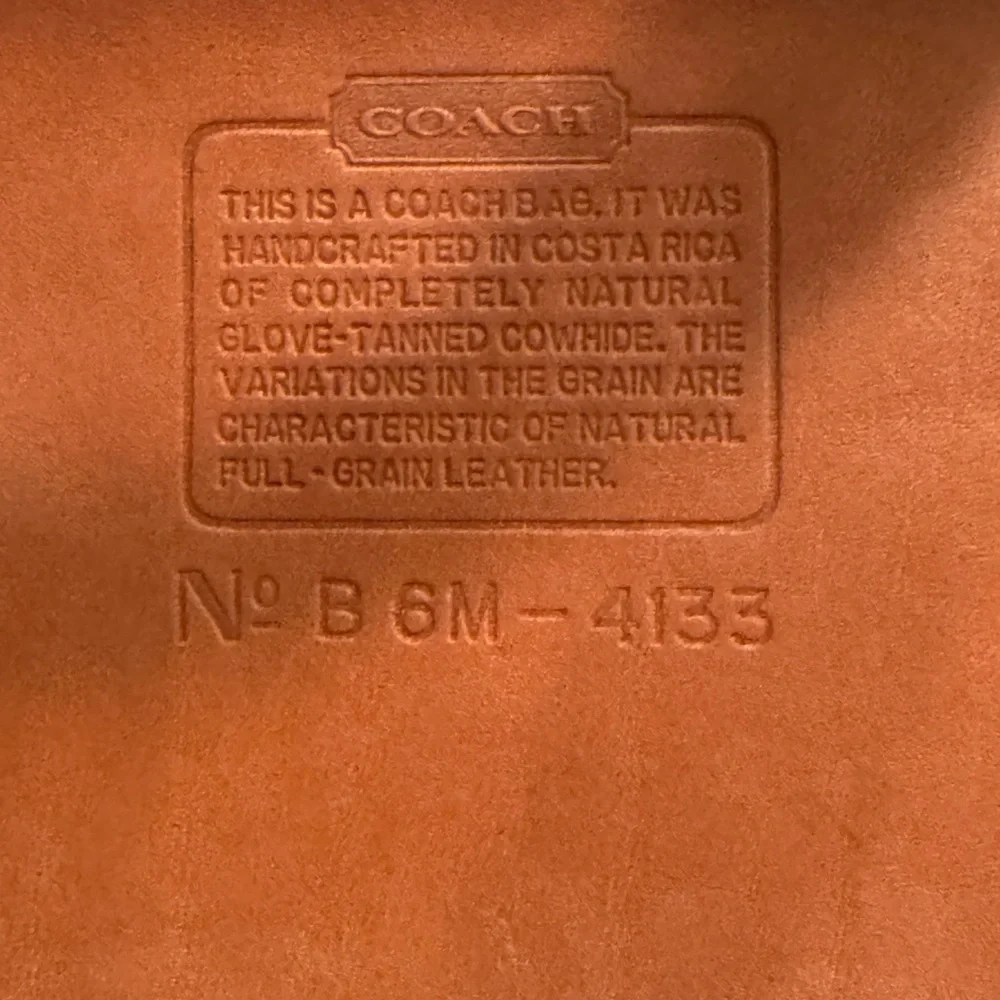 COACH
THIS IS A COACH BAG. IT WAS
HANDCRAFTED IN COSTA RICA
OF COMPLETELY NATURAL
GLOVE-TANNED COWHIDE. THE
VARIATIONS IN THE GRAIN ARE
CHARACTERISTIC OF NATURAL
FULL-GRAIN LEATHER.
Nº B6M-4133